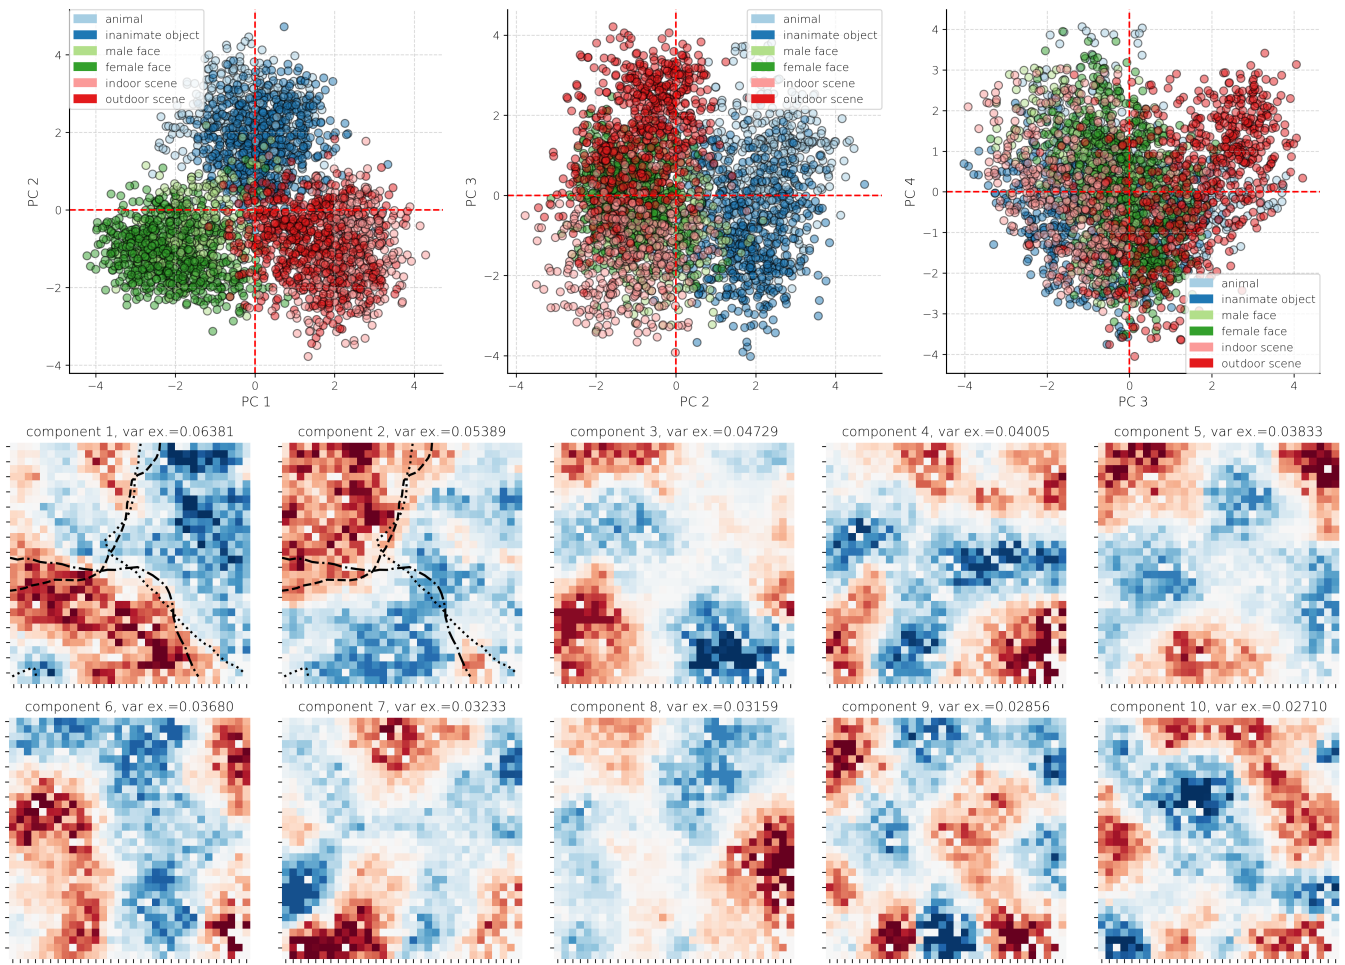 animal
inanimate object
male face
female face
indoor scene
outdoor scene
4
2
0
−2
−4
PC 2
−4
−2
0
2
4
PC 1
animal
inanimate object
male face
female face
indoor scene
outdoor scene
4
2
0
−2
−4
PC 3
−4
−2
0
2
4
PC 2
4
3
2
1
0
−1
−2
−3
−4
PC 4
animal
inanimate object
male face
female face
indoor scene
outdoor scene
−4
−2
0
2
4
PC 3
component 1, var ex.=0.06381
component 2, var ex.=0.05389
component 3, var ex.=0.04729
component 4, var ex.=0.04005
component 5, var ex.=0.03833
component 6, var ex.=0.03680
component 7, var ex.=0.03233
component 8, var ex.=0.03159
component 9, var ex.=0.02856
component 10, var ex.=0.02710